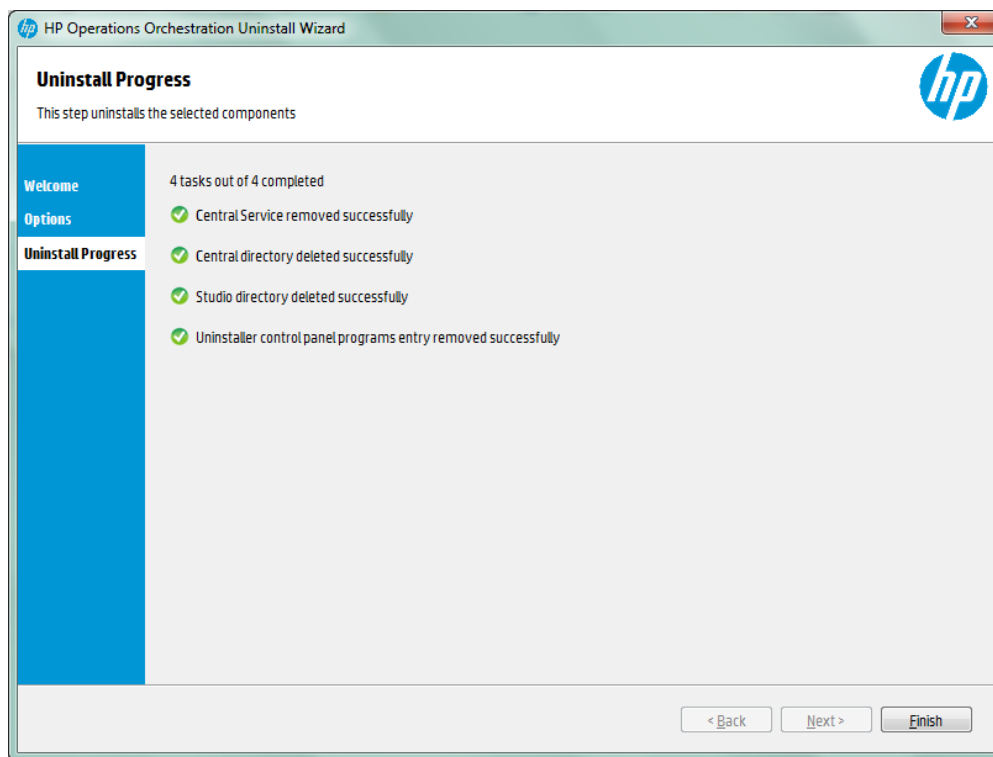 hp HP Operations Orchestration Uninstall Wizard
x
Uninstall Progress
This step uninstalls the selected components
hp
Welcome
Options
Uninstall Progress
4 tasks out of 4 completed
Central Service removed successfully
Central directory deleted successfully
Studio directory deleted successfully
Uninstaller control panel programs entry removed successfully
< Back
Next >
Finish